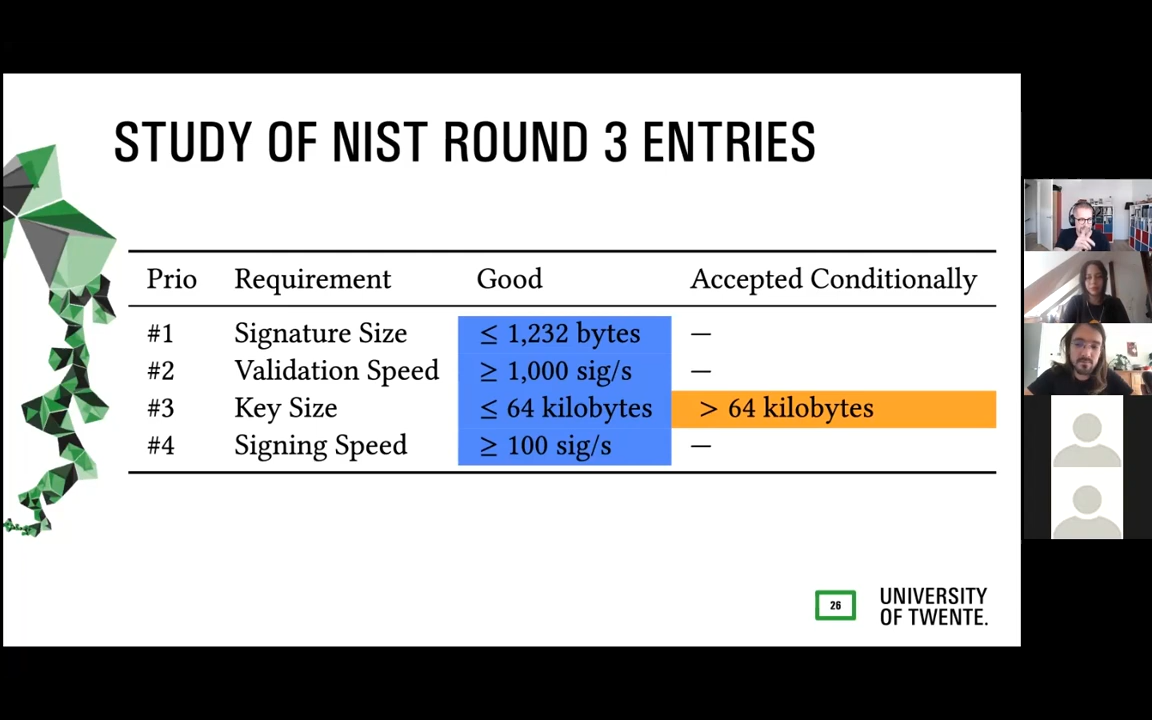 STUDY OF NIST ROUND 3 ENTRIES
Prio Requirement Good Accepted Conditionally
#1 Signature Size ≤ 1,232 bytes —
#2 Validation Speed ≥ 1,000 sig/s —
#3 Key Size ≤ 64 kilobytes > 64 kilobytes
#4 Signing Speed ≥ 100 sig/s —
26
UNIVERSITY
OF TWENTE.